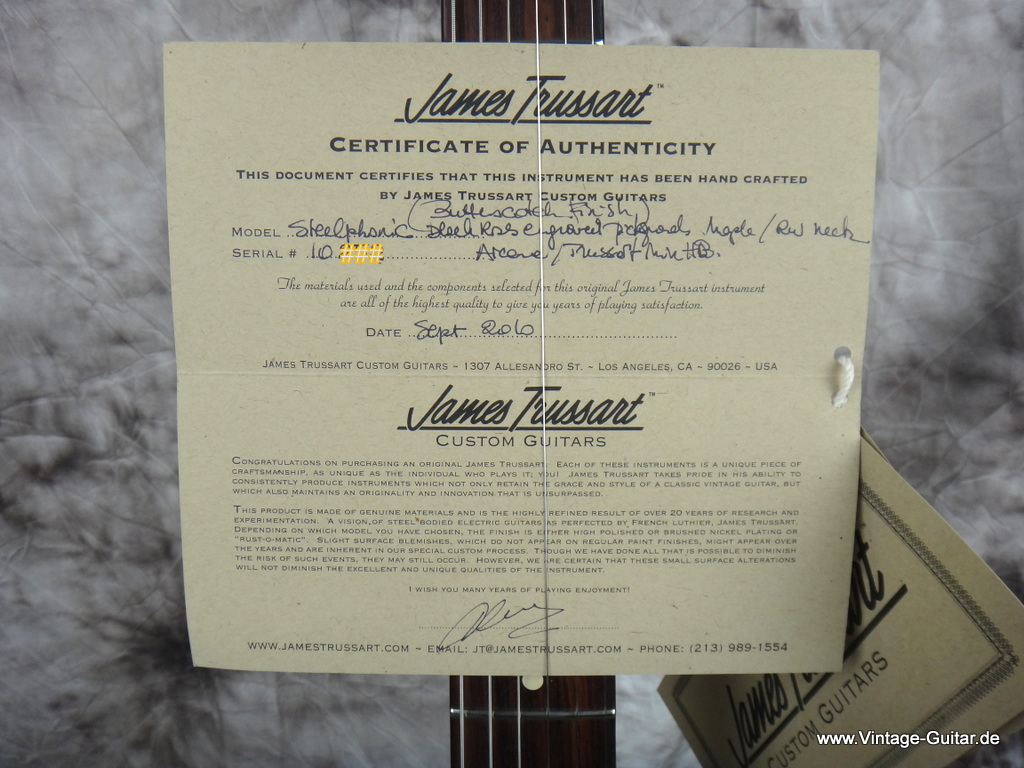 James Trussart™
CERTIFICATE OF AUTHENTICITY
THIS DOCUMENT CERTIFIES THAT THIS INSTRUMENT HAS BEEN HAND CRAFTED
BY JAMES TRUSSART CUSTOM GUITARS
(Butterscotch Finish)
MODEL Steelphonic Black Roses engraved Maple / RW neck
SERIAL # 10 Arcane / Trussart
The materials used and the components selected for this original James Trussart instrument
are all of the highest quality to give you years of playing satisfaction.
DATE Sept 2010
JAMES TRUSSART CUSTOM GUITARS ~ 1307 ALLESANDRO ST. ~ LOS ANGELES, CA ~ 90026 ~ USA
James Trussart™
CUSTOM GUITARS
CONGRATULATIONS ON PURCHASING AN ORIGINAL JAMES TRUSSART. EACH OF THESE INSTRUMENTS IS A UNIQUE PIECE OF
CRAFTSMANSHIP, AS UNIQUE AS THE INDIVIDUAL WHO PLAYS IT; YOU! JAMES TRUSSART TAKES PRIDE IN HIS ABILITY TO
CONSISTENTLY PRODUCE INSTRUMENTS WHICH NOT ONLY RETAIN THE GRACE AND STYLE OF A CLASSIC VINTAGE GUITAR, BUT
WHICH ALSO MAINTAINS AN ORIGINALITY AND INNOVATION THAT IS UNSURPASSED.
THIS PRODUCT IS MADE OF GENUINE MATERIALS AND IS THE HIGHLY REFINED RESULT OF OVER 20 YEARS OF RESEARCH AND
EXPERIMENTATION. A VISION OF STEEL BODIED ELECTRIC GUITARS AS PERFECTED BY FRENCH LUTHIER, JAMES TRUSSART.
DEPENDING ON WHICH MODEL YOU HAVE CHOSEN, THE FINISH IS EITHER HIGH POLISHED OR BRUSHED NICKEL PLATING OR
"RUST-O-MATIC". SLIGHT SURFACE BLEMISHES, WHICH DO NOT APPEAR ON REGULAR PAINT FINISHES, MIGHT APPEAR OVER
THE YEARS AND ARE INHERENT IN OUR SPECIAL CUSTOM PROCESS. THOUGH WE HAVE DONE ALL THAT IS POSSIBLE TO DIMINISH
THE RISK OF SUCH EVENTS, THEY MAY STILL OCCUR. HOWEVER, WE ARE CERTAIN THAT THESE SMALL SURFACE ALTERATIONS
WILL NOT DIMINISH THE EXCELLENT AND UNIQUE QUALITIES OF THE INSTRUMENT.
I WISH YOU MANY YEARS OF PLAYING ENJOYMENT!
WWW.JAMESTRUSSART.COM ~ EMAIL: JT@JAMESTRUSSART.COM ~ PHONE: (213) 989-1554
James
CUSTOM GUITARS
www.Vintage-Guitar.de